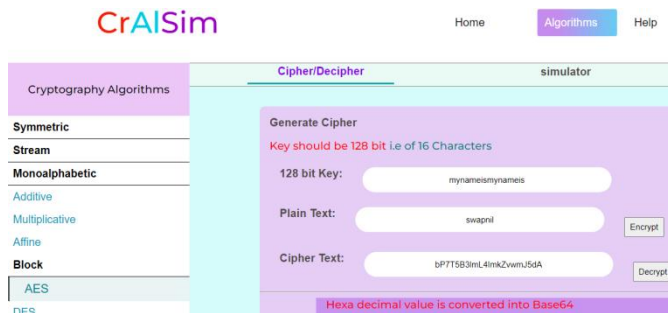 CrAlSim
Home
Algorithms
Help
Cryptography Algorithms
Symmetric
Stream
Monoalphabetic
Additive
Multiplicative
Affine
Block
AES
DES
Cipher/Decipher
simulator
Generate Cipher
Key should be 128 bit i.e of 16 Characters
128 bit Key:
mynameismynameis
Plain Text:
swapnil
Encrypt
Cipher Text:
bP7T5B3lmL4lmkZvwmJ5dA
Decrypt
Hexa decimal value is converted into Base64